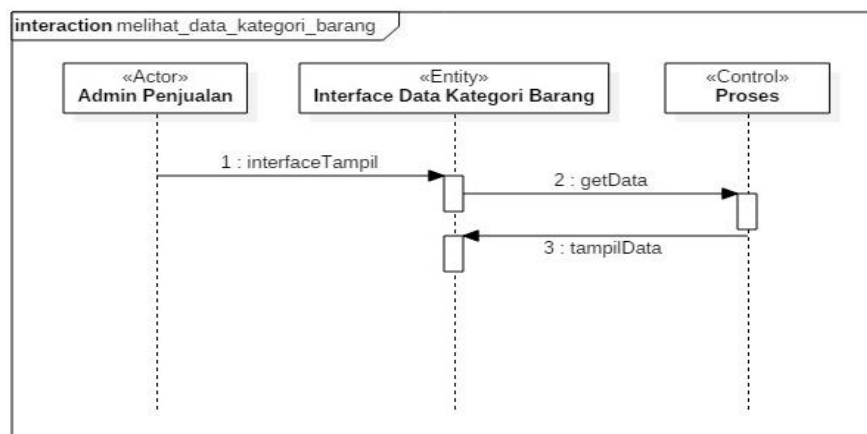 interaction melihat_data_kategori_barang
«Actor»
Admin Penjualan
«Entity»
Interface Data Kategori Barang
«Control»
Proses
1 : interfaceTampil
2 : getData
3 : tampilData